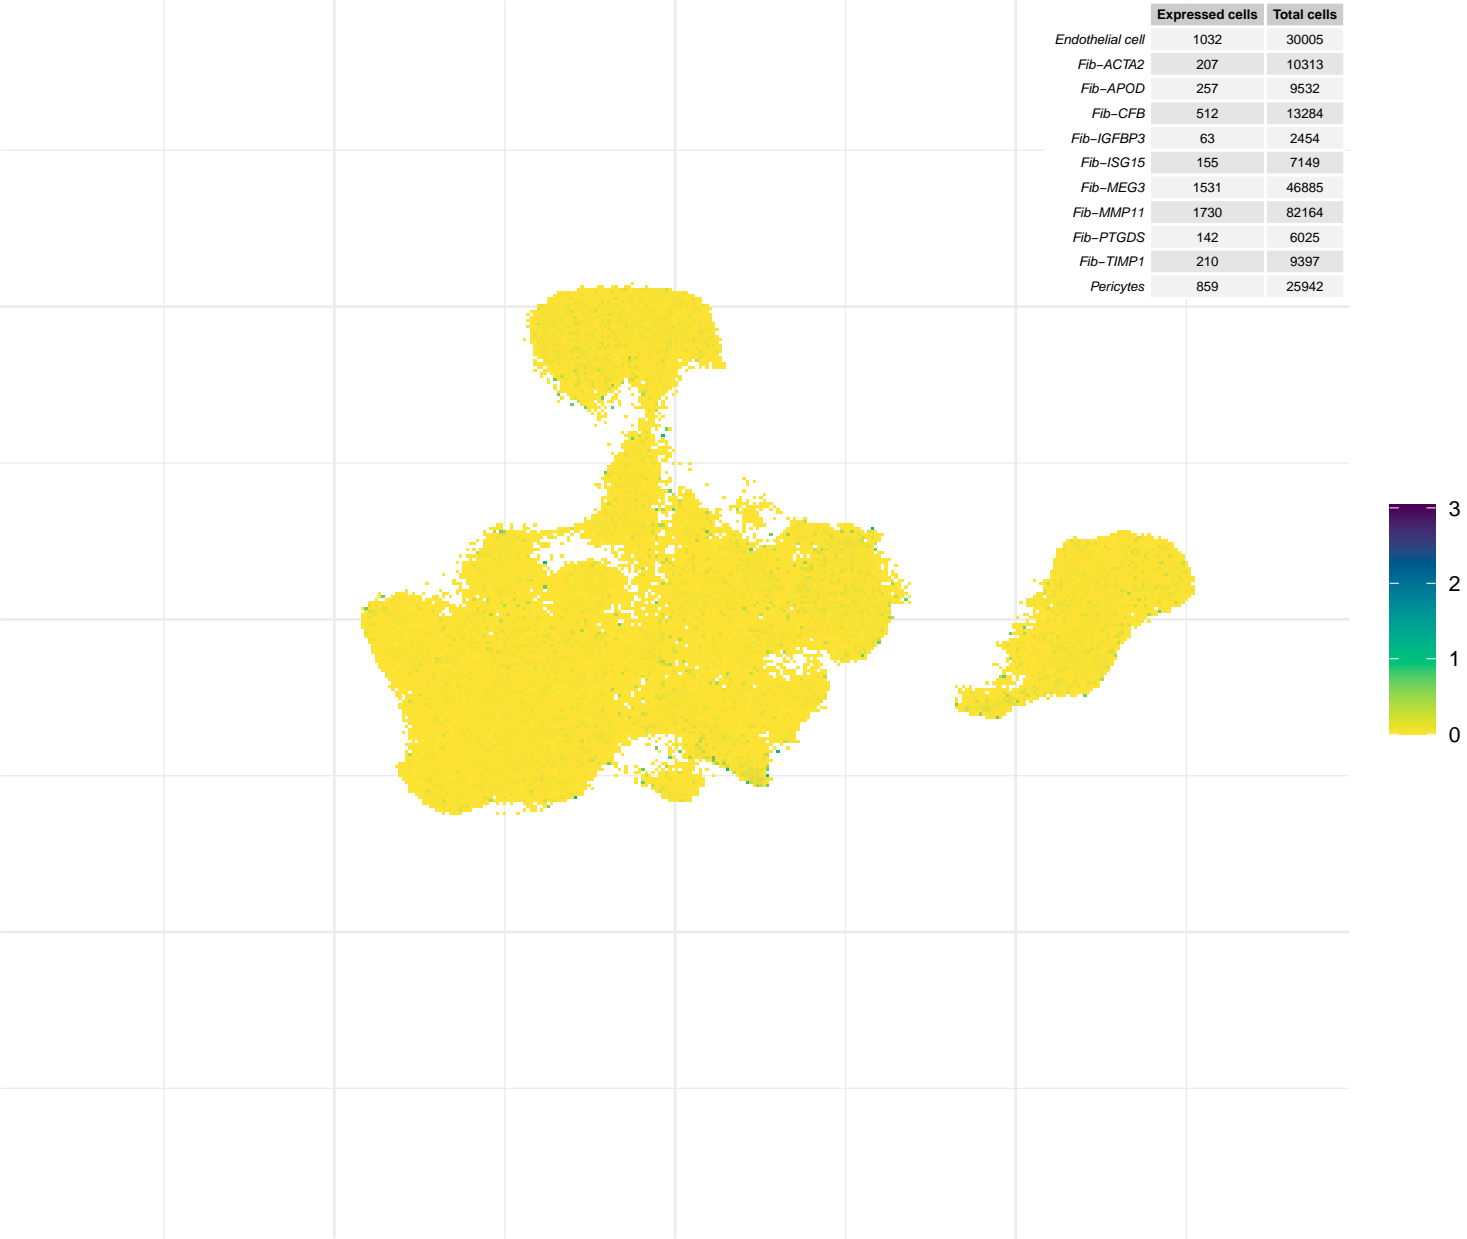 Expressed cells Total cells
Endothelial cell 1032 30005
Fib−ACTA2 207 10313
Fib−APOD 257 9532
Fib−CFB 512 13284
Fib−IGFBP3 63 2454
Fib−ISG15 155 7149
Fib−MEG3 1531 46885
Fib−MMP11 1730 82164
Fib−PTGDS 142 6025
Fib−TIMP1 210 9397
Pericytes 859 25942
3
2
1
0